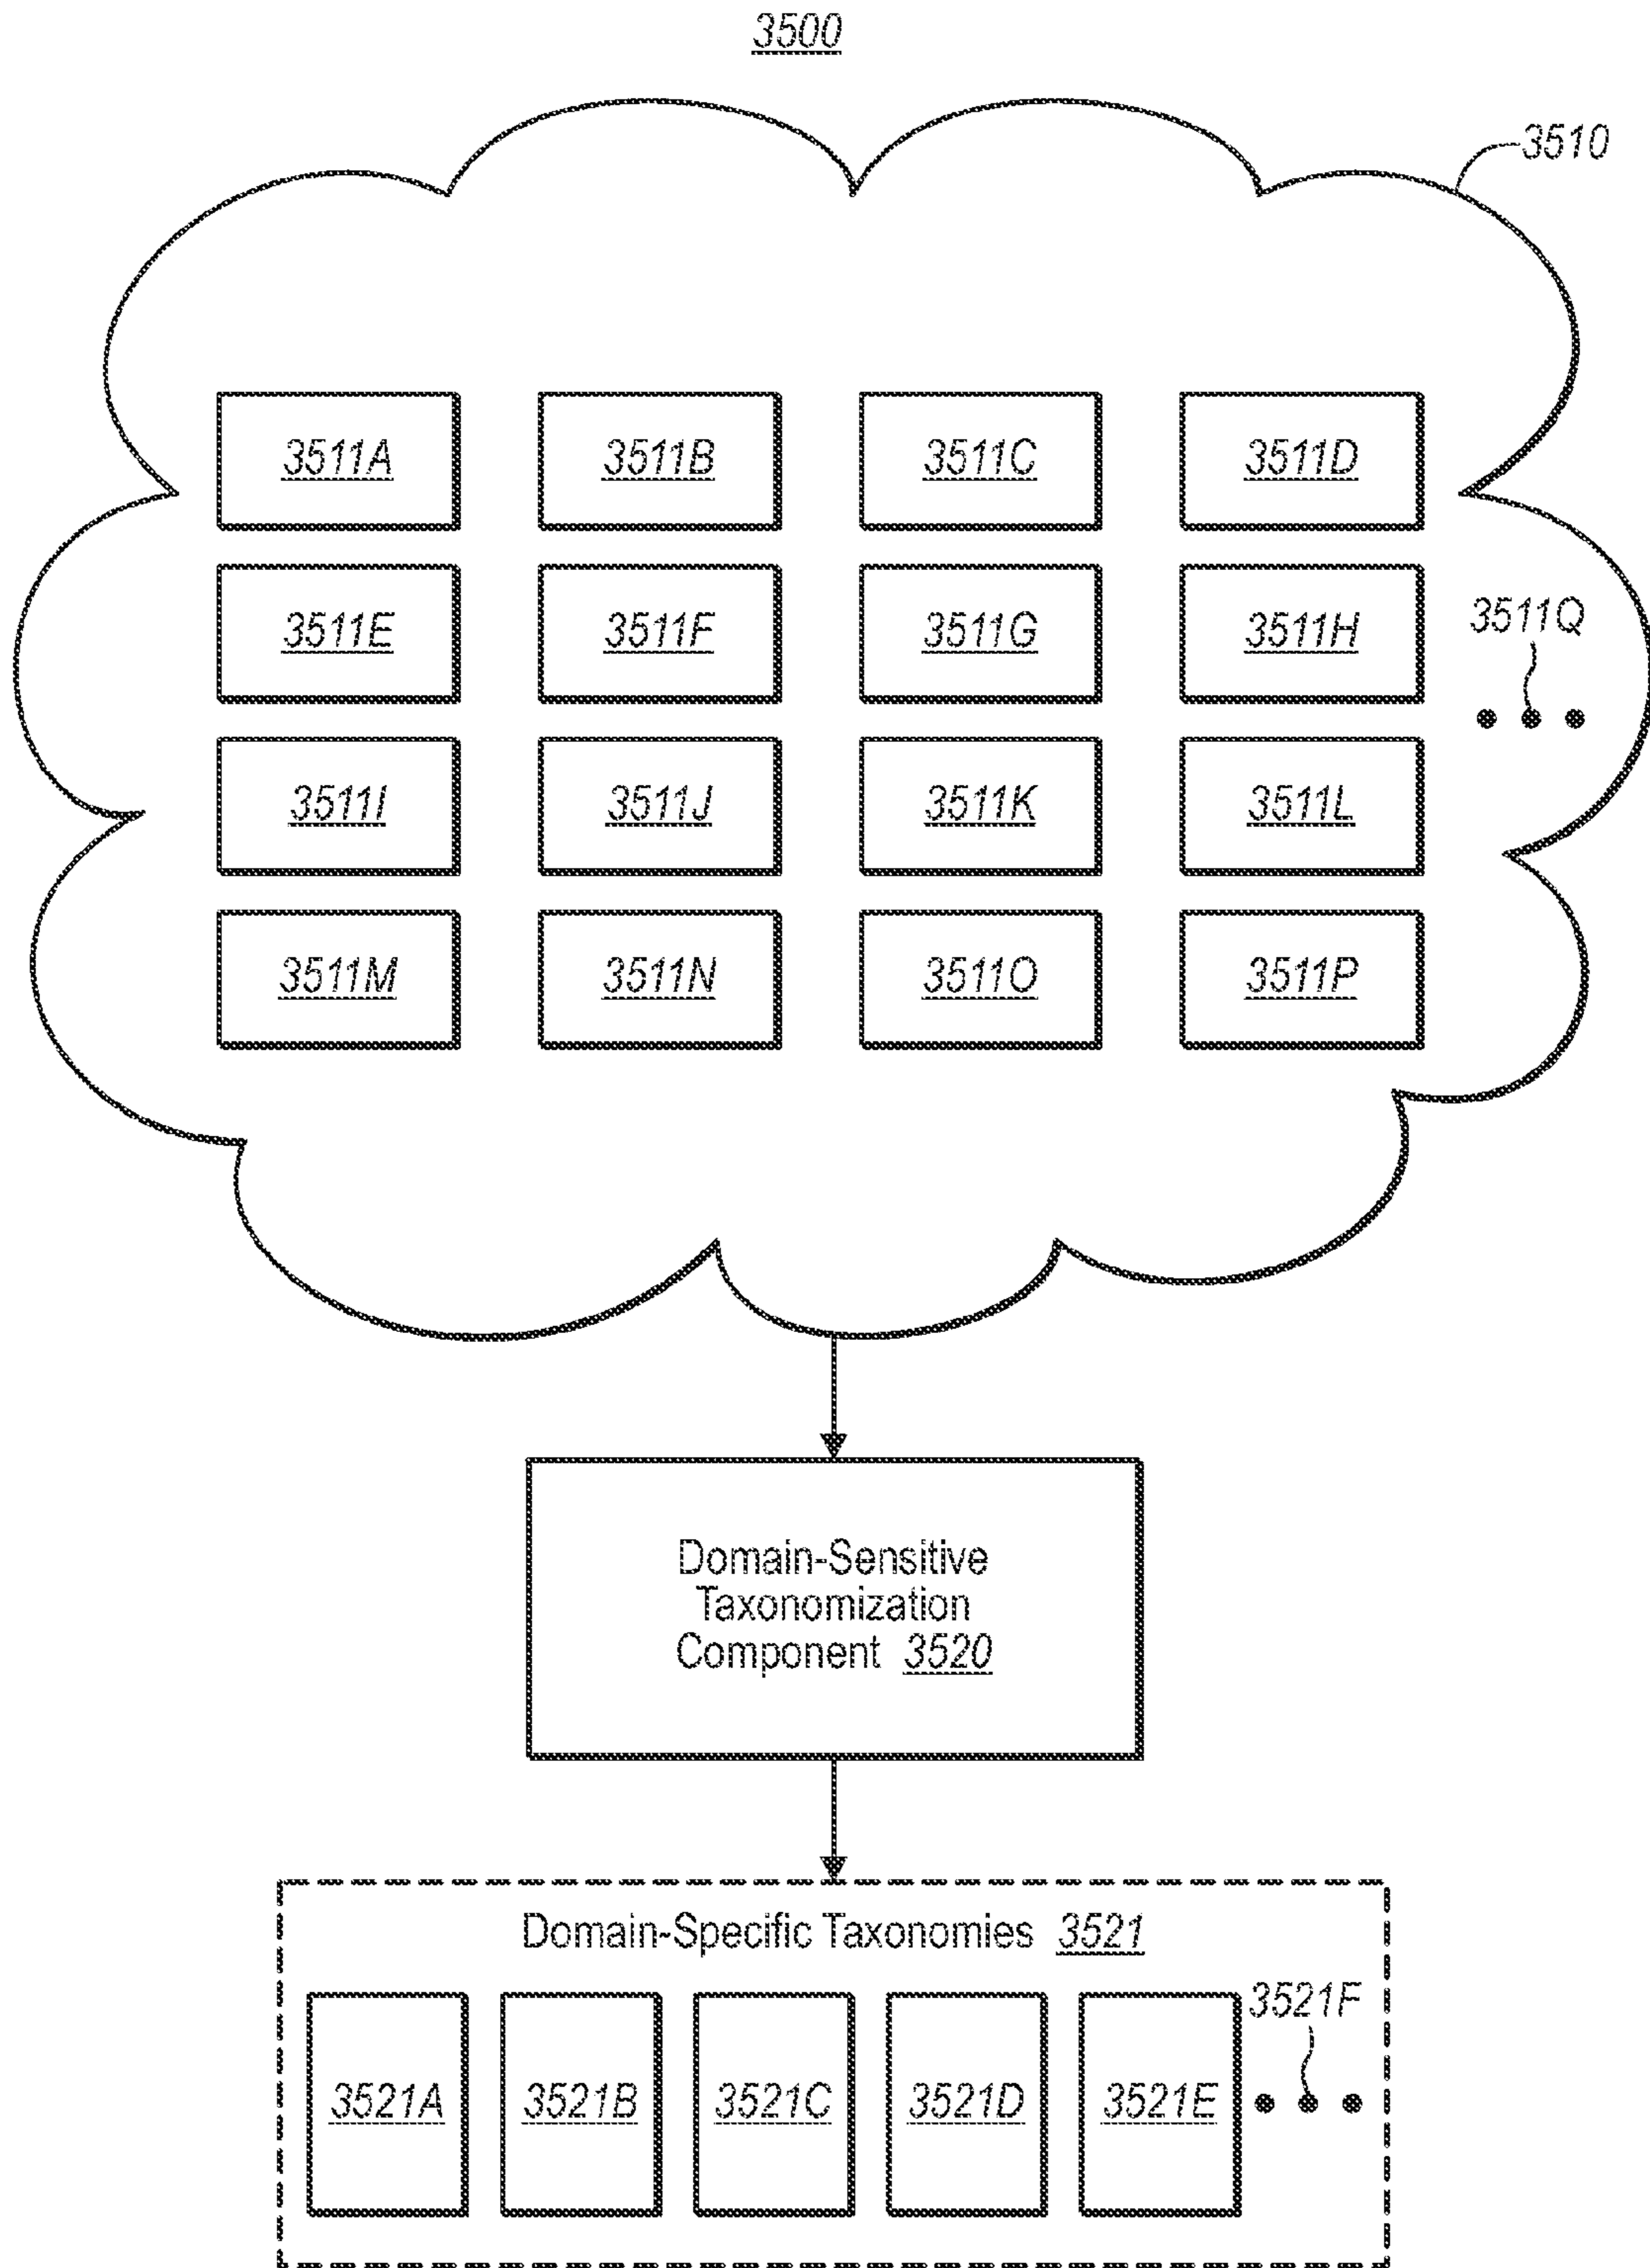 3500
3510
3511A 3511B 3511C 3511D
3511E 3511F 3511G 3511H
3511Q
3511I 3511J 3511K 3511L
3511M 3511N 3511O 3511P
Domain-Sensitive
Taxonomization
Component 3520
Domain-Specific Taxonomies 3521
3521F
3521A 3521B 3521C 3521D 3521E